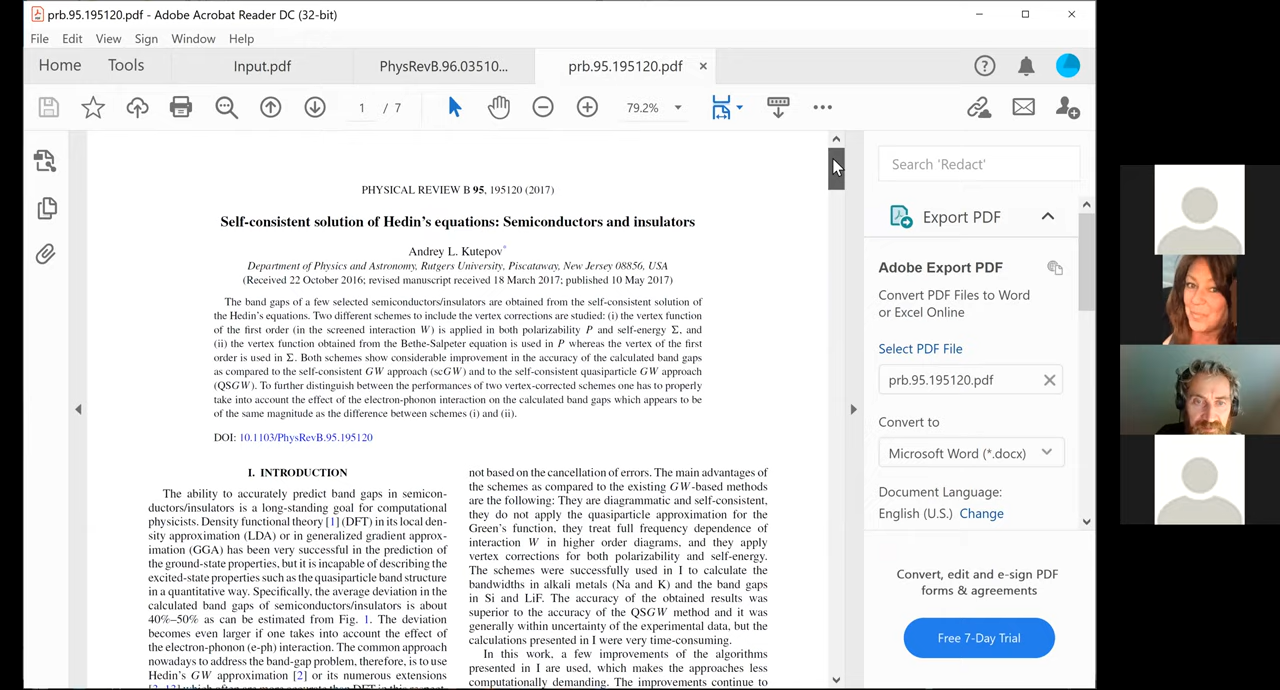 prb.95.195120.pdf - Adobe Acrobat Reader DC (32-bit)
File Edit View Sign Window Help
Home Tools Input.pdf PhysRevB.96.03510... prb.95.195120.pdf
1 / 7 79.2%
PHYSICAL REVIEW B 95, 195120 (2017)
Self-consistent solution of Hedin's equations: Semiconductors and insulators
Andrey L. Kutepov*
Department of Physics and Astronomy, Rutgers University, Piscataway, New Jersey 08856, USA
(Received 22 October 2016; revised manuscript received 18 March 2017; published 10 May 2017)
The band gaps of a few selected semiconductors/insulators are obtained from the self-consistent solution of
the Hedin's equations. Two different schemes to include the vertex corrections are studied: (i) the vertex function
of the first order (in the screened interaction W) is applied in both polarizability P and self-energy Σ, and
(ii) the vertex function obtained from the Bethe-Salpeter equation is used in P whereas the vertex of the first
order is used in Σ. Both schemes show considerable improvement in the accuracy of the calculated band gaps
as compared to the self-consistent GW approach (scGW) and to the self-consistent quasiparticle GW approach
(QSGW). To further distinguish between the performances of two vertex-corrected schemes one has to properly
take into account the effect of the electron-phonon interaction on the calculated band gaps which appears to be
of the same magnitude as the difference between schemes (i) and (ii).
DOI: 10.1103/PhysRevB.95.195120
I. INTRODUCTION
The ability to accurately predict band gaps in semicon-
ductors/insulators is a long-standing goal for computational
physicists. Density functional theory [1] (DFT) in its local den-
sity approximation (LDA) or in generalized gradient approx-
imation (GGA) has been very successful in the prediction of
the ground-state properties, but it is incapable of describing the
excited-state properties such as the quasiparticle band structure
in a quantitative way. Specifically, the average deviation in the
calculated band gaps of semiconductors/insulators is about
40%–50% as can be estimated from Fig. 1. The deviation
becomes even larger if one takes into account the effect of
the electron-phonon (e-ph) interaction. The common approach
nowadays to address the band-gap problem, therefore, is to use
Hedin's GW approximation [2] or its numerous extensions
[3–13] which often are more accurate than DFT in this respect.
not based on the cancellation of errors. The main advantages of
the schemes as compared to the existing GW-based methods
are the following: They are diagrammatic and self-consistent,
they do not apply the quasiparticle approximation for the
Green's function, they treat full frequency dependence of
interaction W in higher order diagrams, and they apply
vertex corrections for both polarizability and self-energy.
The schemes were successfully used in I to calculate the
bandwidths in alkali metals (Na and K) and the band gaps
in Si and LiF. The accuracy of the obtained results was
superior to the accuracy of the QSGW method and it was
generally within uncertainty of the experimental data, but the
calculations presented in I were very time-consuming.
In this work, a few improvements of the algorithms
presented in I are used, which makes the approaches less
computationally demanding. The improvements continue to
Search 'Redact'
Export PDF
Adobe Export PDF
Convert PDF Files to Word
or Excel Online
Select PDF File
prb.95.195120.pdf
Convert to
Microsoft Word (*.docx)
Document Language:
English (U.S.) Change
Convert, edit and e-sign PDF
forms & agreements
Free 7-Day Trial